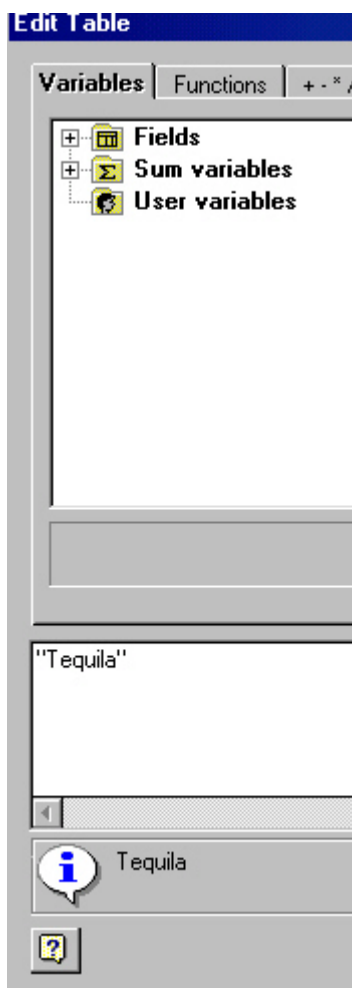 Edit Table
Variables Functions + - * /
Fields
Sum variables
User variables
"Tequila"
Tequila